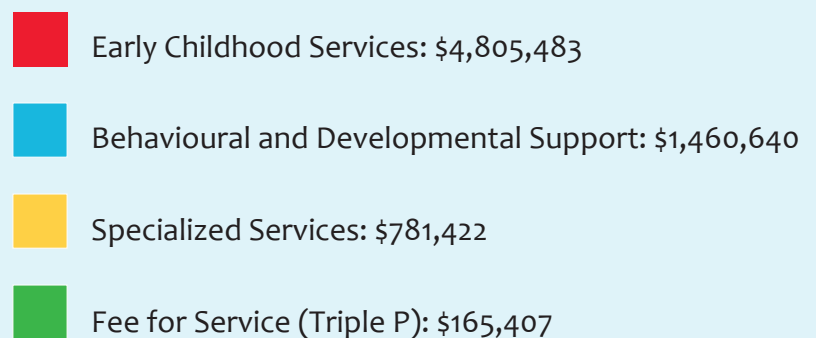 Early Childhood Services: $4,805,483
Behavioural and Developmental Support: $1,460,640
Specialized Services: $781,422
Fee for Service (Triple P): $165,407